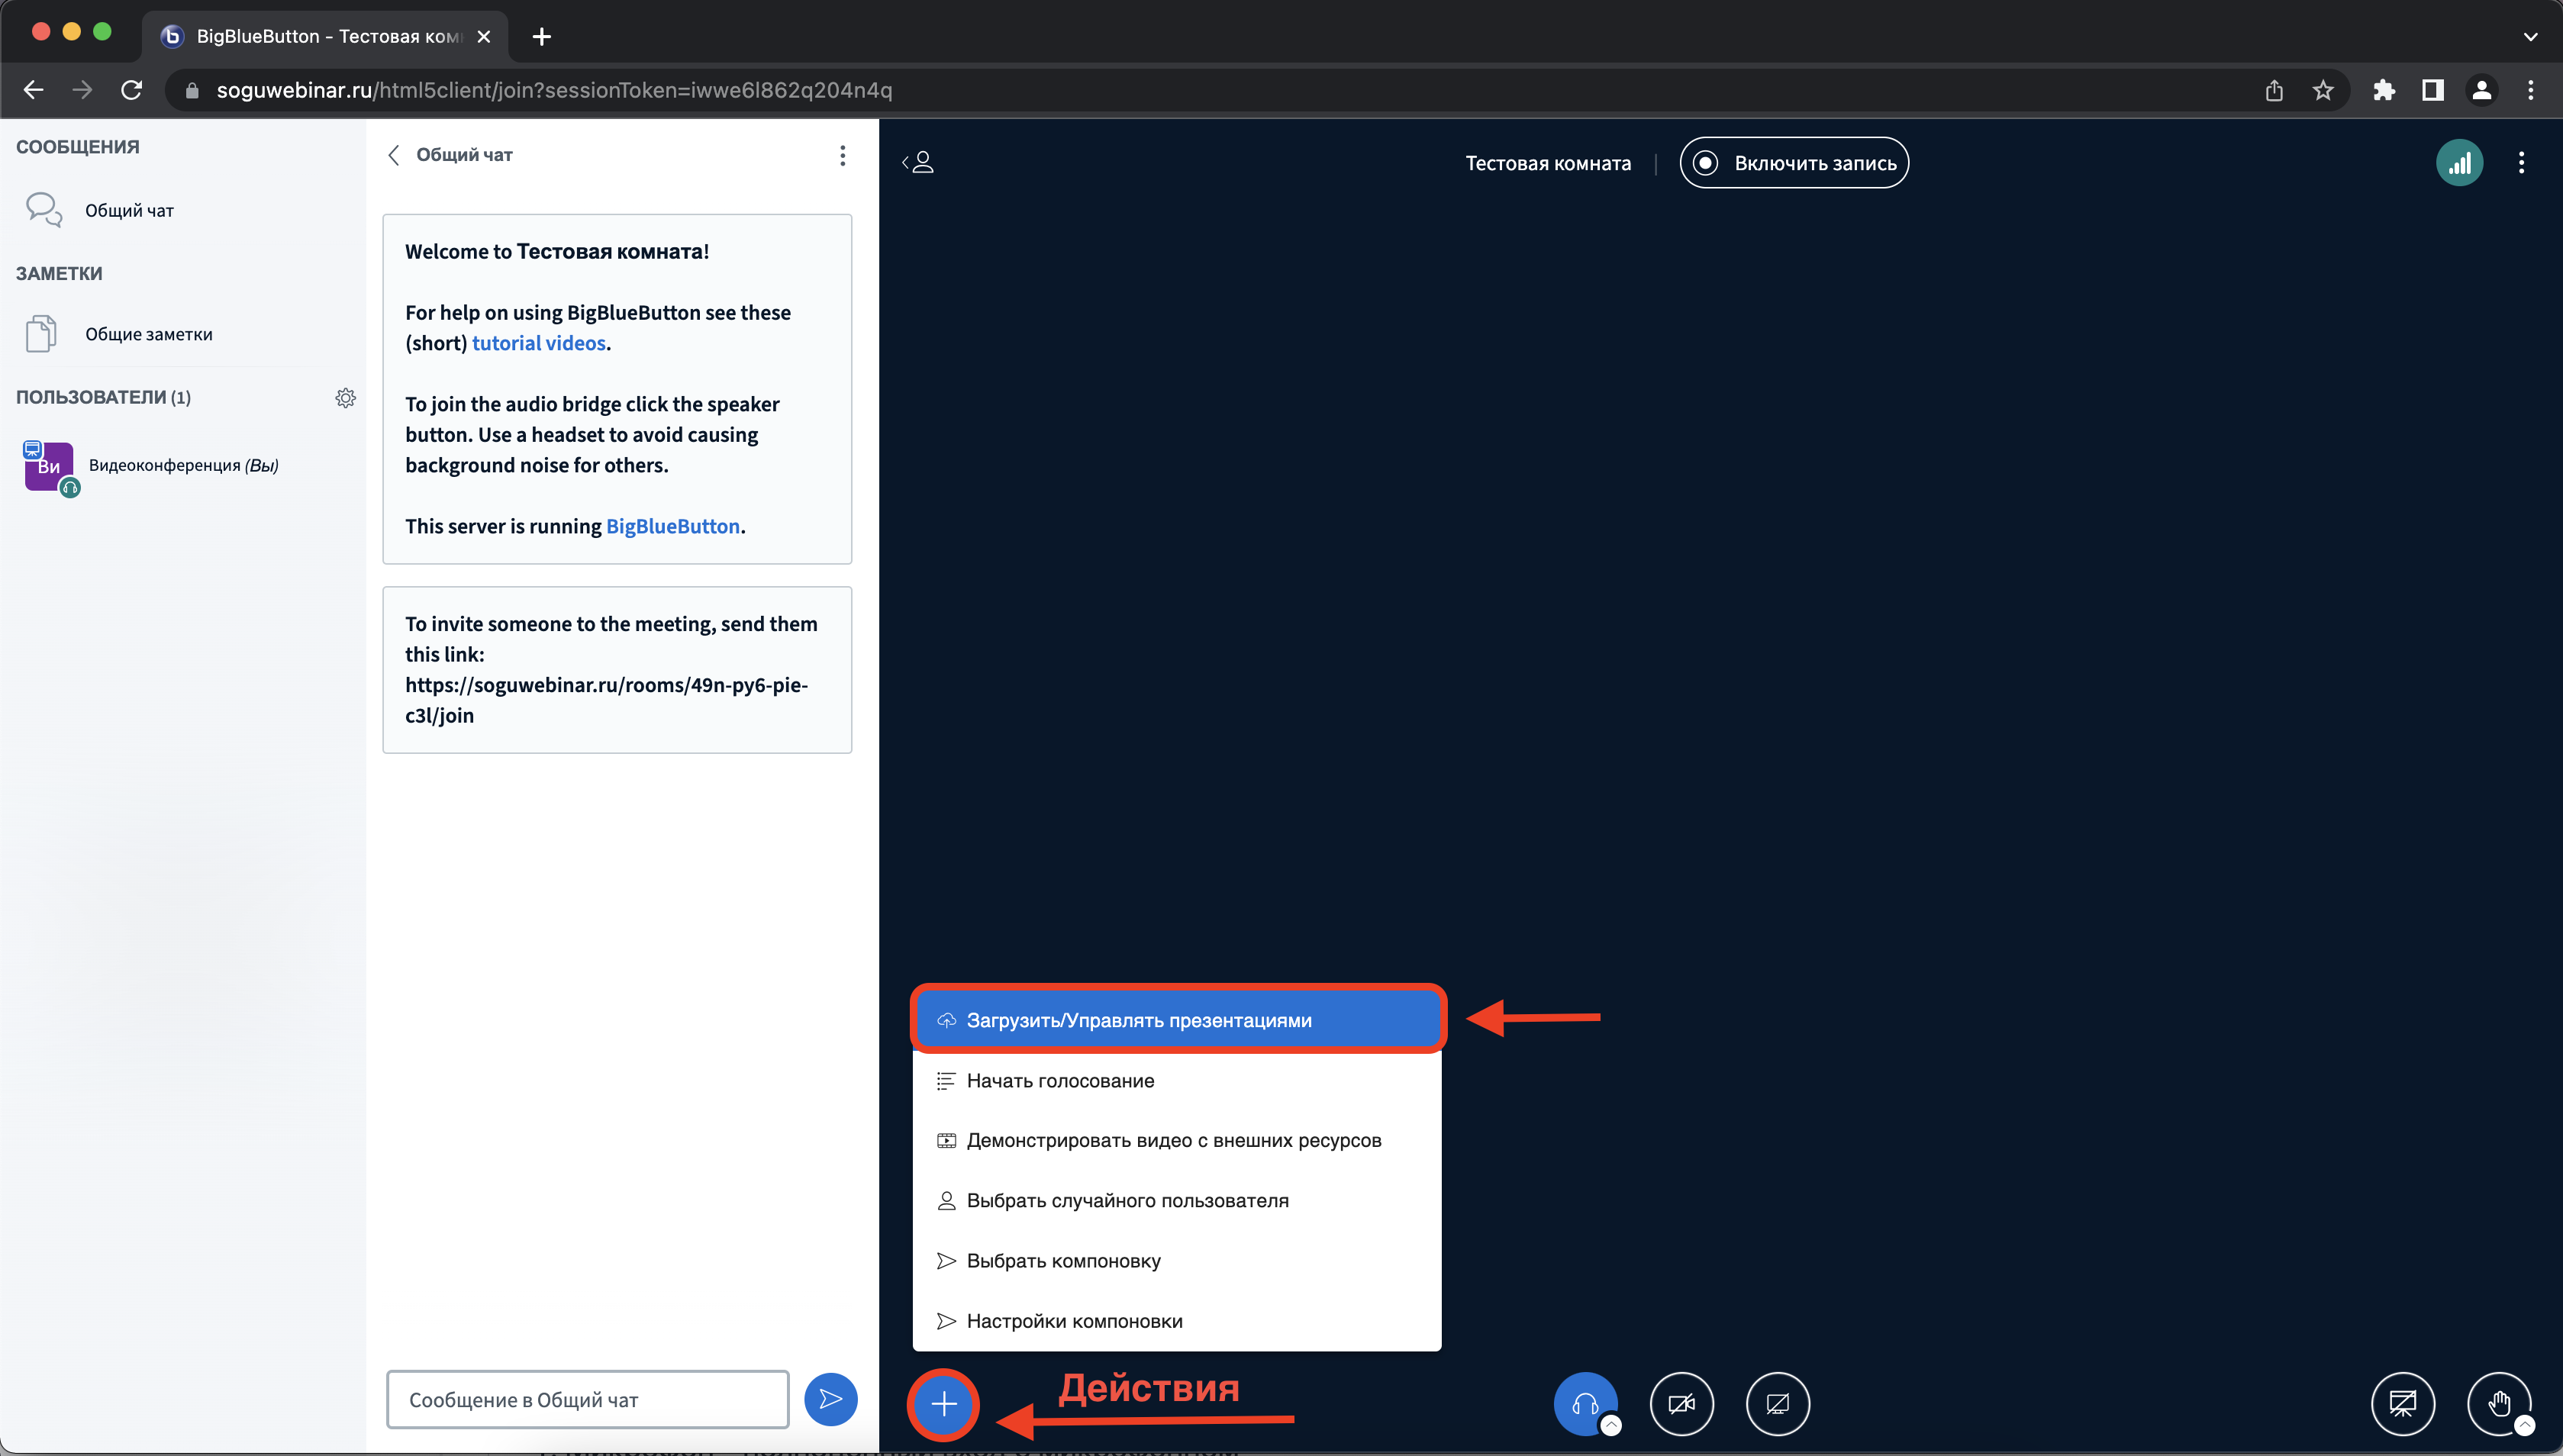 BigBlueButton - Тестовая ком
soguwebinar.ru/html5client/join?sessionToken=iwwe6l862q204n4q
СООБЩЕНИЯ
Общий чат
ЗАМЕТКИ
Общие заметки
ПОЛЬЗОВАТЕЛИ (1)
Ви
Видеоконференция (Вы)
Общий чат
Welcome to Тестовая комната!
For help on using BigBlueButton see these
(short) tutorial videos.
To join the audio bridge click the speaker
button. Use a headset to avoid causing
background noise for others.
This server is running BigBlueButton.
To invite someone to the meeting, send them
this link:
https://soguwebinar.ru/rooms/49n-py6-pie-
c3l/join
Сообщение в Общий чат
Тестовая комната
Включить запись
Загрузить/Управлять презентациями
Начать голосование
Демонстрировать видео с внешних ресурсов
Выбрать случайного пользователя
Выбрать компоновку
Настройки компоновки
Действия